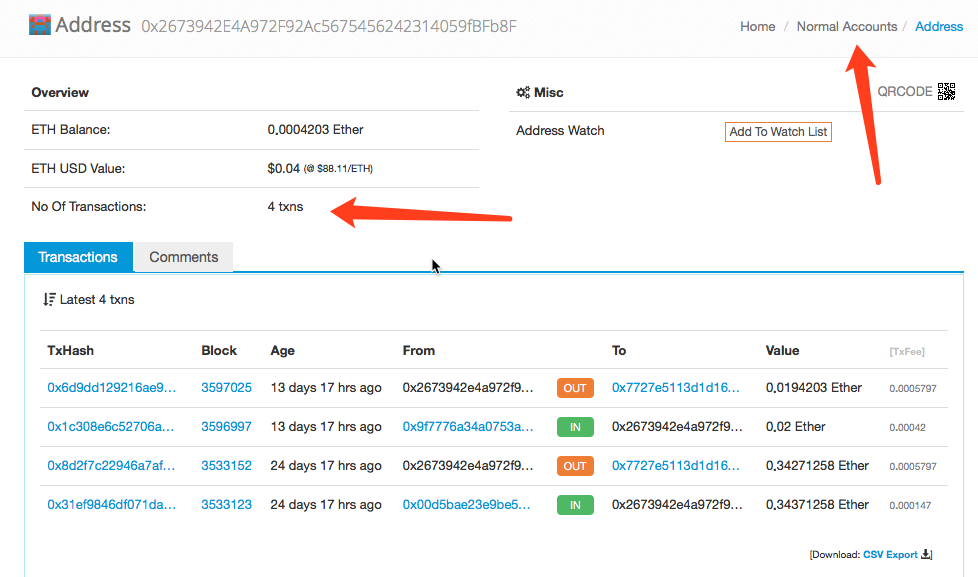 Address 0x2673942E4A972F92Ac5675456242314059fBFb8F
Home / Normal Accounts / Address
Overview
ETH Balance: 0.0004203 Ether
ETH USD Value: $0.04 (@ $88.11/ETH)
No Of Transactions: 4 txns
Misc
QRCODE
Address Watch Add To Watch List
Transactions Comments
Latest 4 txns
TxHash Block Age From To Value [TxFee]
0x6d9dd129216ae9... 3597025 13 days 17 hrs ago 0x2673942e4a972f9... OUT 0x7727e5113d1d16... 0.0194203 Ether 0.0005797
0x1c308e6c52706a... 3596997 13 days 17 hrs ago 0x9f7776a34a0753a... IN 0x2673942e4a972f9... 0.02 Ether 0.00042
0x8d2f7c22946a7af... 3533152 24 days 17 hrs ago 0x2673942e4a972f9... OUT 0x7727e5113d1d16... 0.34271258 Ether 0.0005797
0x31ef9846df071da... 3533123 24 days 17 hrs ago 0x00d5bae23e9be5... IN 0x2673942e4a972f9... 0.34371258 Ether 0.000147
[Download: CSV Export ]